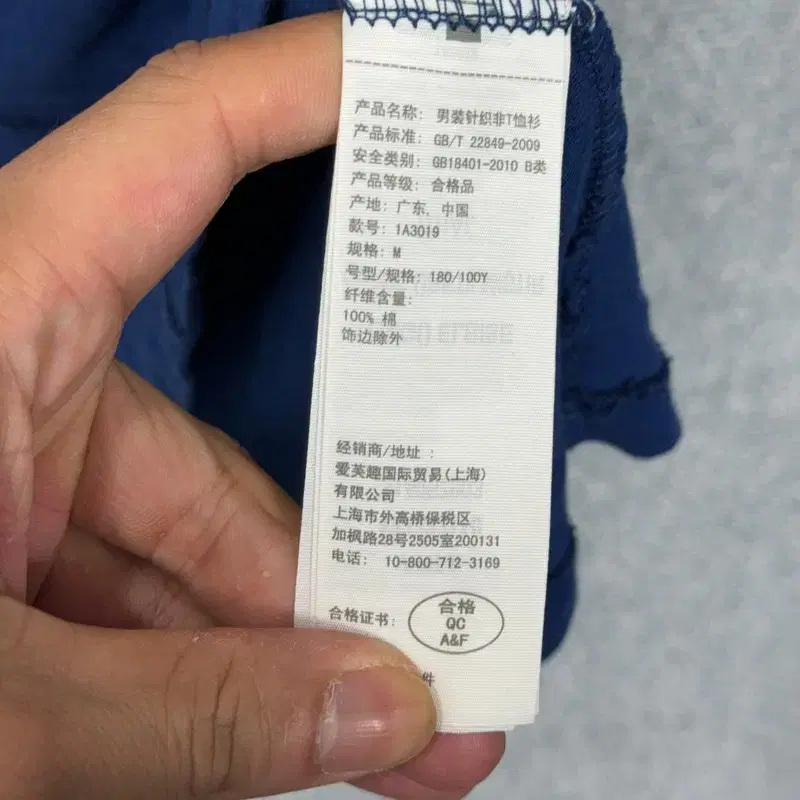 产品名称: 男装针织非T恤衫
产品标准: GB/T 22849-2009
安全类别: GB18401-2010 B类
产品等级: 合格品
产地: 广东, 中国
款号: 1A3019
规格: M
号型/规格: 180/100Y
纤维含量:
100% 棉
饰边除外
经销商/地址 :
爱芙趣国际贸易(上海)
有限公司
上海市外高桥保税区
加枫路28号2505室200131
电话: 10-800-712-3169
合格证书: 合格
QC
A&F
件